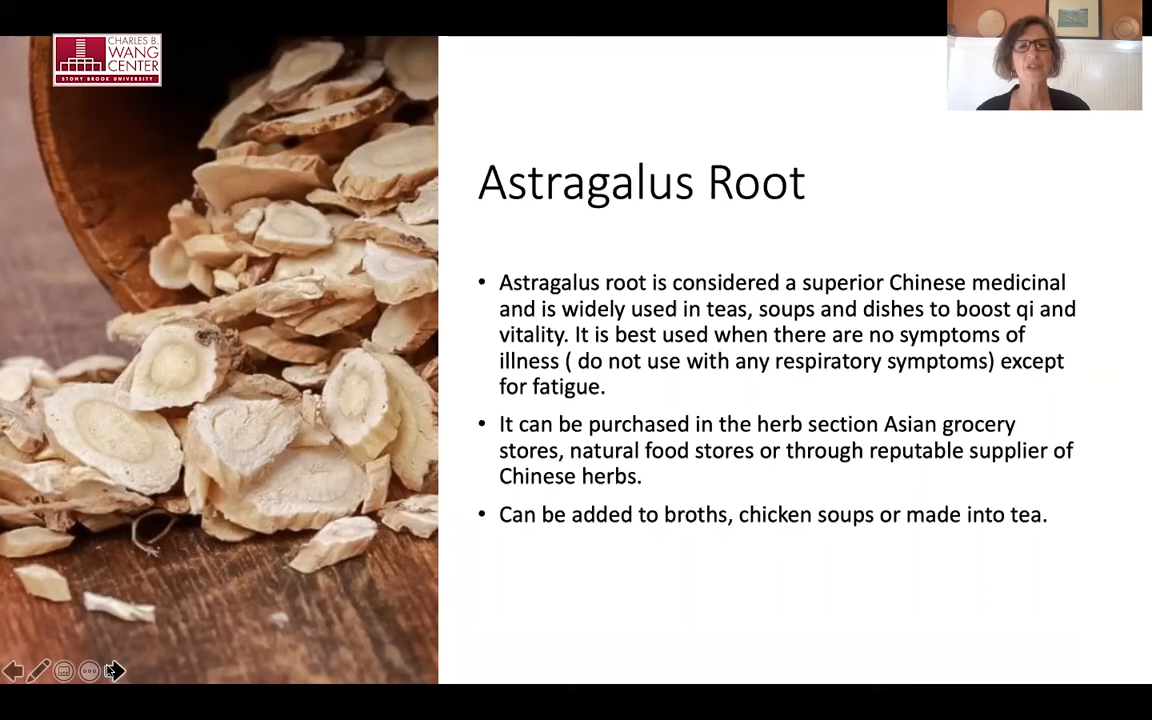 CHARLES B.
WANG
CENTER
STONY BROOK UNIVERSITY
Astragalus Root
• Astragalus root is considered a superior Chinese medicinal
and is widely used in teas, soups and dishes to boost qi and
vitality. It is best used when there are no symptoms of
illness ( do not use with any respiratory symptoms) except
for fatigue.
• It can be purchased in the herb section Asian grocery
stores, natural food stores or through reputable supplier of
Chinese herbs.
• Can be added to broths, chicken soups or made into tea.